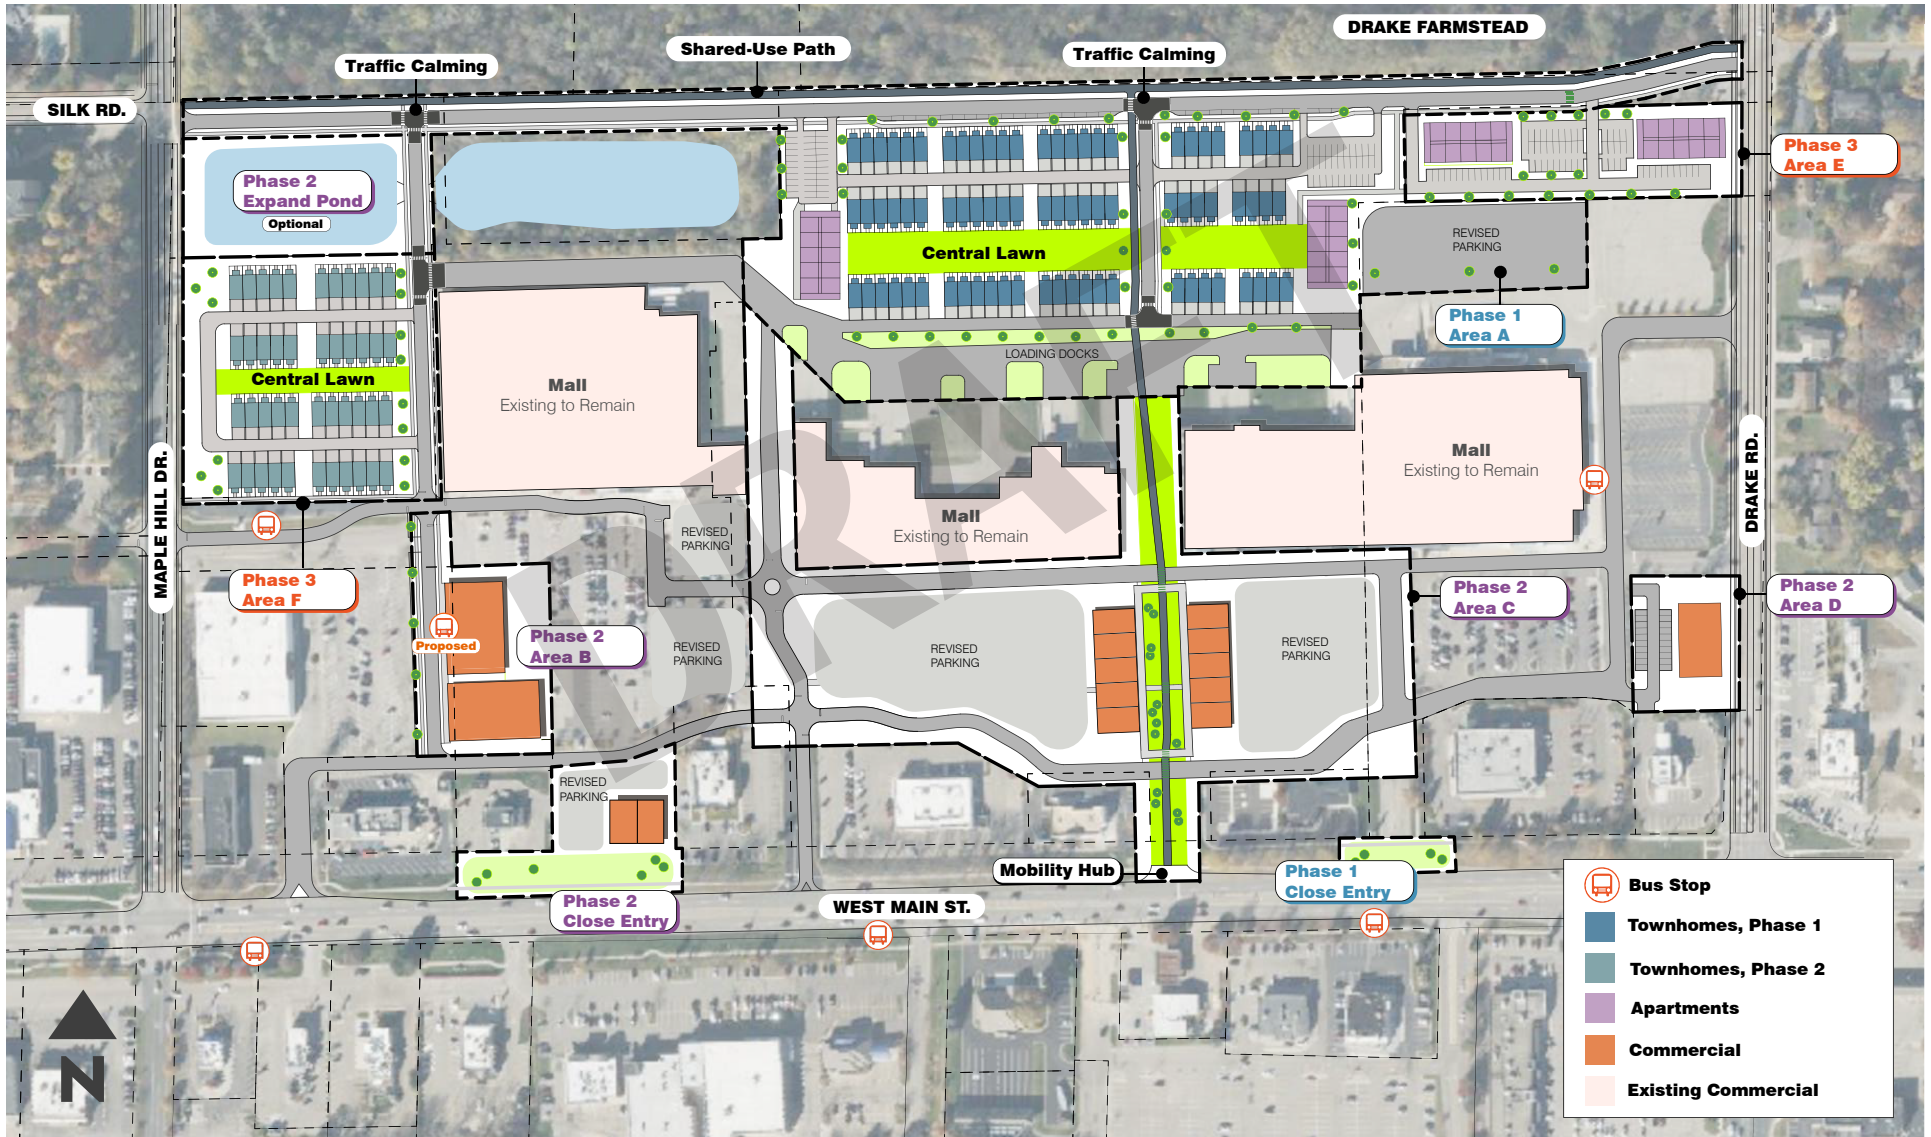 DRAKE FARMSTEAD
Shared-Use Path
Traffic Calming
Traffic Calming
SILK RD.
Phase 3
Area E
Phase 2
Expand Pond
Optional
REVISED
PARKING
Central Lawn
Phase 1
Area A
LOADING DOCKS
Central Lawn
Mall
Existing to Remain
Mall
Existing to Remain
Mall
Existing to Remain
MAPLE HILL DR.
DRAKE RD.
DRAFT
REVISED
PARKING
Phase 3
Area F
Phase 2
Area C
Phase 2
Area D
Proposed
Phase 2
Area B
REVISED
PARKING
REVISED
PARKING
REVISED
PARKING
REVISED
PARKING
Mobility Hub
Phase 1
Close Entry
Phase 2
Close Entry
WEST MAIN ST.
Bus Stop
Townhomes, Phase 1
Townhomes, Phase 2
Apartments
Commercial
Existing Commercial
N